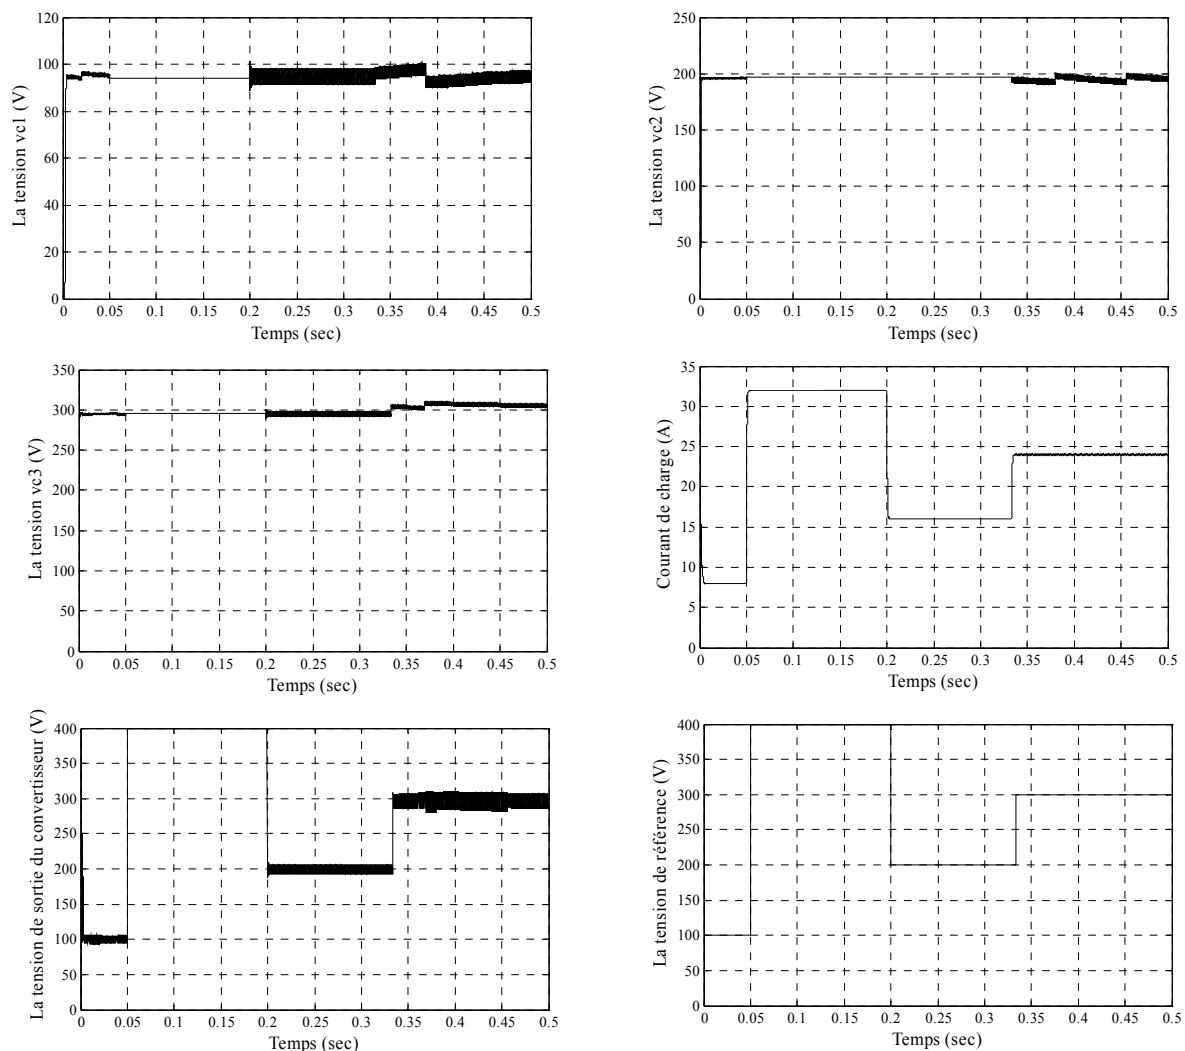 La tension vc1 (V)
120
100
80
60
40
20
0
0 0.05 0.1 0.15 0.2 0.25 0.3 0.35 0.4 0.45 0.5
Temps (sec)
La tension vc2 (V)
250
200
150
100
50
0
0 0.05 0.1 0.15 0.2 0.25 0.3 0.35 0.4 0.45 0.5
Temps (sec)
La tension vc3 (V)
350
300
250
200
150
100
50
0
0 0.05 0.1 0.15 0.2 0.25 0.3 0.35 0.4 0.45 0.5
Temps (sec)
Courant de charge (A)
35
30
25
20
15
10
5
0
0 0.05 0.1 0.15 0.2 0.25 0.3 0.35 0.4 0.45 0.5
Temps (sec)
La tension de sortie du convertisseur (V)
400
350
300
250
200
150
100
50
0
0 0.05 0.1 0.15 0.2 0.25 0.3 0.35 0.4 0.45 0.5
Temps (sec)
La tension de référence (V)
400
350
300
250
200
150
100
50
0
0 0.05 0.1 0.15 0.2 0.25 0.3 0.35 0.4 0.45 0.5
Temps (sec)